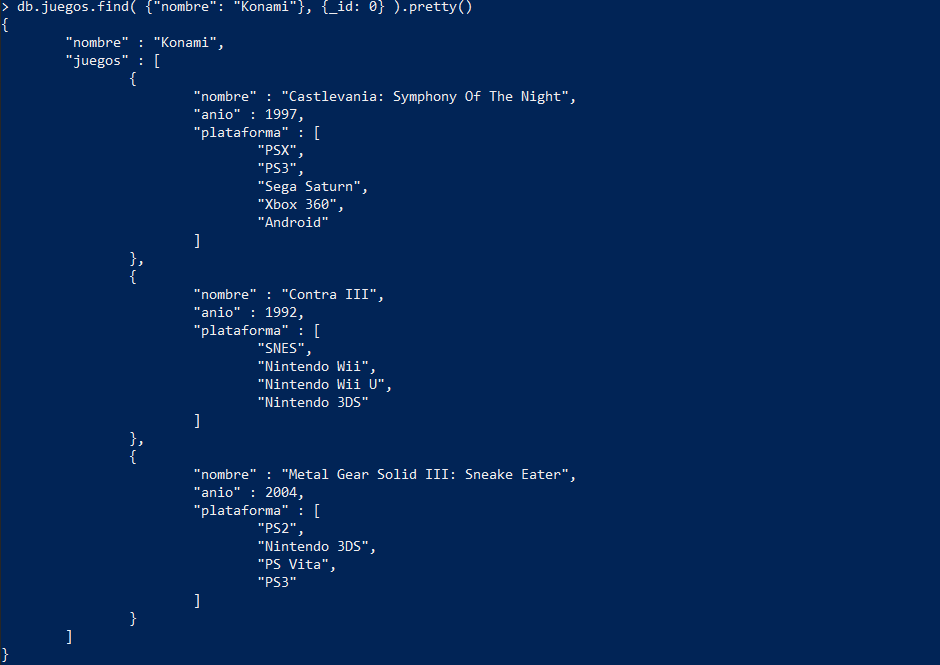 > db.juegos.find( {"nombre": "Konami"}, {_id: 0} ).pretty()
{
        "nombre" : "Konami",
        "juegos" : [
                {
                        "nombre" : "Castlevania: Symphony Of The Night",
                        "anio" : 1997,
                        "plataforma" : [
                                "PSX",
                                "PS3",
                                "Sega Saturn",
                                "Xbox 360",
                                "Android"
                        ]
                },
                {
                        "nombre" : "Contra III",
                        "anio" : 1992,
                        "plataforma" : [
                                "SNES",
                                "Nintendo Wii",
                                "Nintendo Wii U",
                                "Nintendo 3DS"
                        ]
                },
                {
                        "nombre" : "Metal Gear Solid III: Sneake Eater",
                        "anio" : 2004,
                        "plataforma" : [
                                "PS2",
                                "Nintendo 3DS",
                                "PS Vita",
                                "PS3"
                        ]
                }
        ]
}